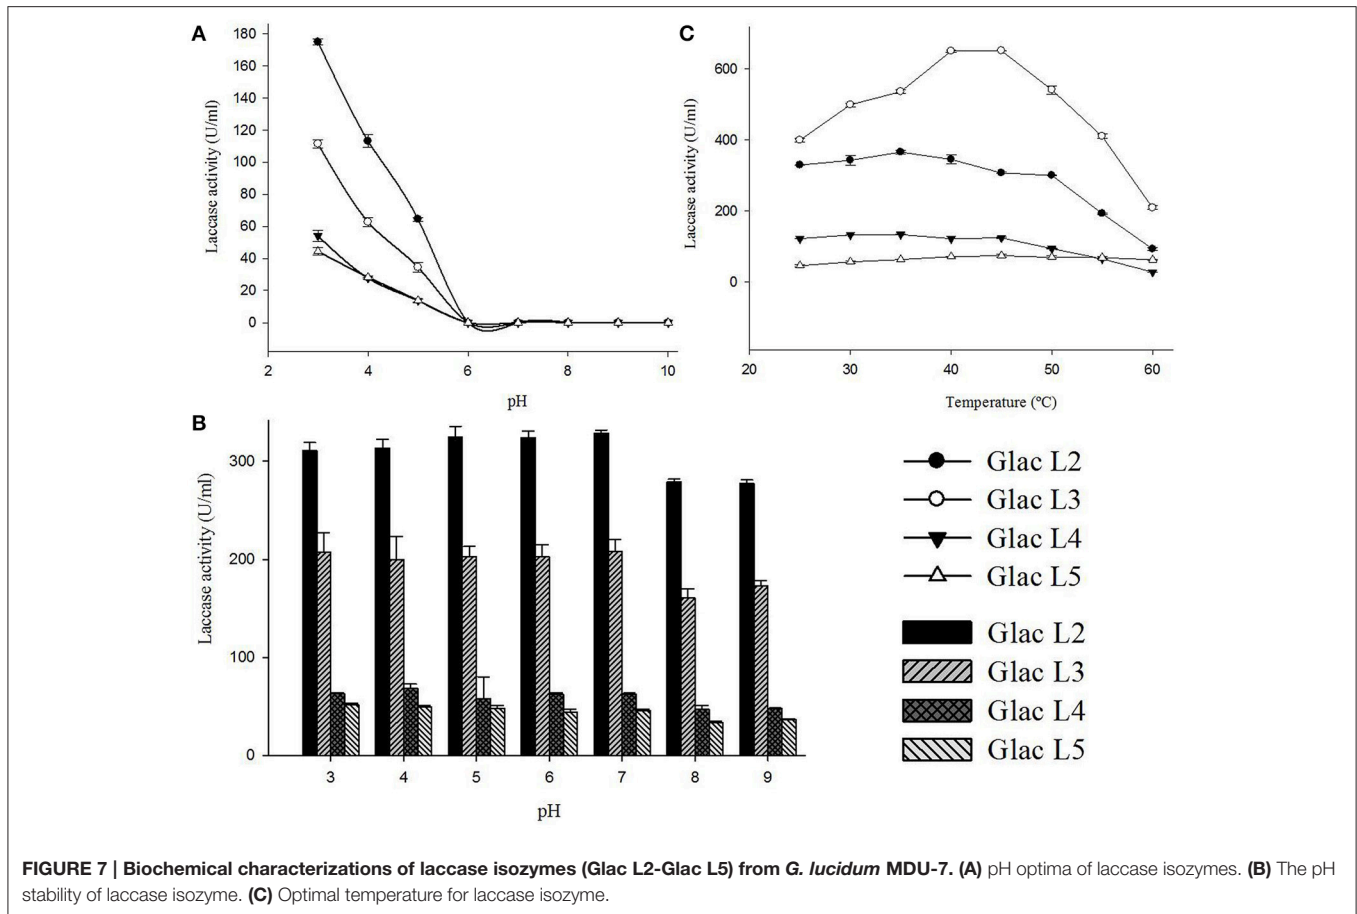 A
180
160
140
120
100
80
60
40
20
0
Laccase activity (U/ml)
2
4
6
8
10
pH
C
600
400
200
0
Laccase activity (U/ml)
20
30
40
50
60
Temperature (ºC)
B
300
200
100
0
Laccase activity (U/ml)
3
4
5
6
7
8
9
pH
Glac L2
Glac L3
Glac L4
Glac L5
Glac L2
Glac L3
Glac L4
Glac L5
FIGURE 7 | Biochemical characterizations of laccase isozymes (Glac L2-Glac L5) from G. lucidum MDU-7. (A) pH optima of laccase isozymes. (B) The pH
stability of laccase isozyme. (C) Optimal temperature for laccase isozyme.